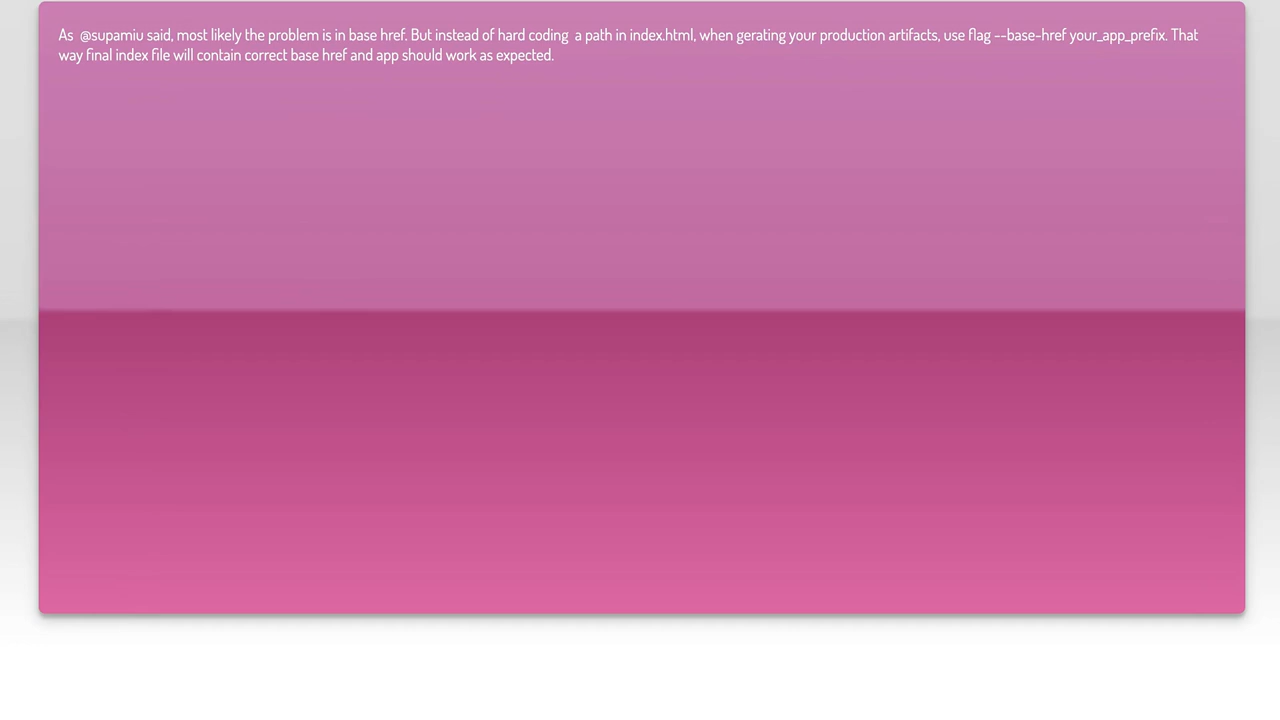 As  @supamiu said, most likely the problem is in base href. But instead of hard coding  a path in index.html, when gerating your production artifacts, use flag --base-href your_app_prefix. That
way final index file will contain correct base href and app should work as expected.